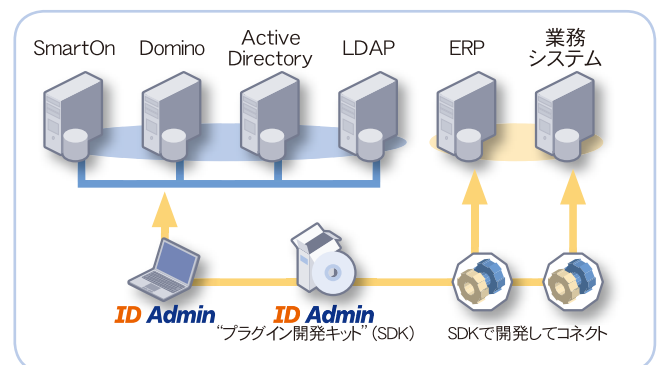 SmartOn
Domino
Active
Directory
LDAP
ERP
業務
システム
ID Admin
ID Admin
“プラグイン開発キット”(SDK)
SDKで開発してコネクト